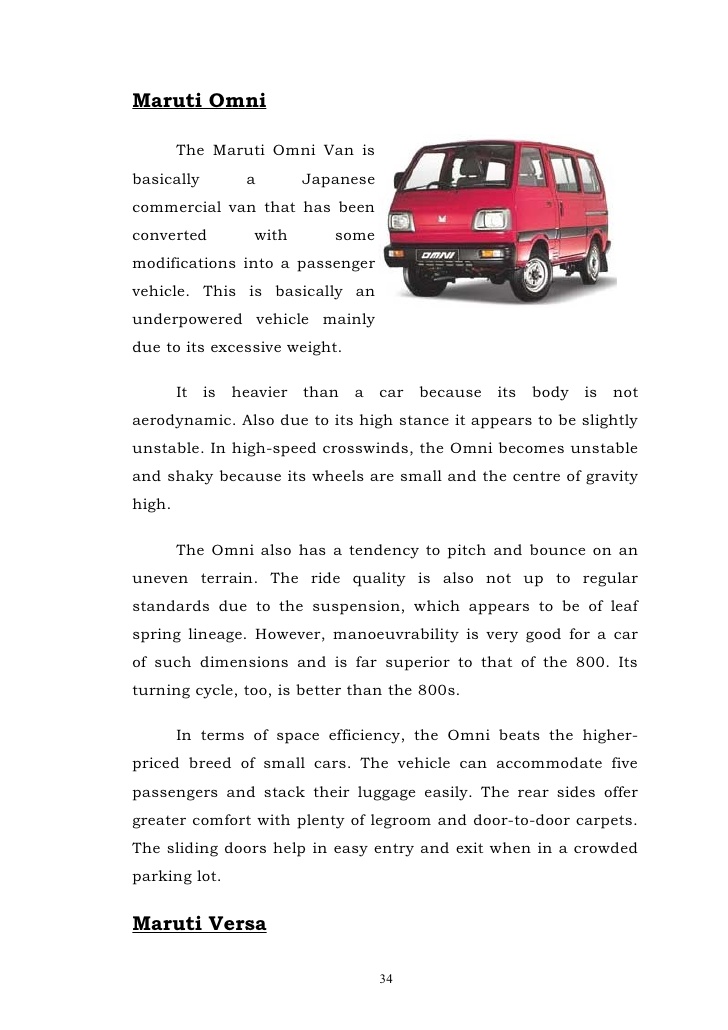 Maruti Omni
The Maruti Omni Van is
basically a Japanese
commercial van that has been
converted with some
modifications into a passenger
vehicle. This is basically an
underpowered vehicle mainly
due to its excessive weight.
OMNI
It is heavier than a car because its body is not
aerodynamic. Also due to its high stance it appears to be slightly
unstable. In high-speed crosswinds, the Omni becomes unstable
and shaky because its wheels are small and the centre of gravity
high.
The Omni also has a tendency to pitch and bounce on an
uneven terrain. The ride quality is also not up to regular
standards due to the suspension, which appears to be of leaf
spring lineage. However, manoeuvrability is very good for a car
of such dimensions and is far superior to that of the 800. Its
turning cycle, too, is better than the 800s.
In terms of space efficiency, the Omni beats the higher-
priced breed of small cars. The vehicle can accommodate five
passengers and stack their luggage easily. The rear sides offer
greater comfort with plenty of legroom and door-to-door carpets.
The sliding doors help in easy entry and exit when in a crowded
parking lot.
Maruti Versa
34